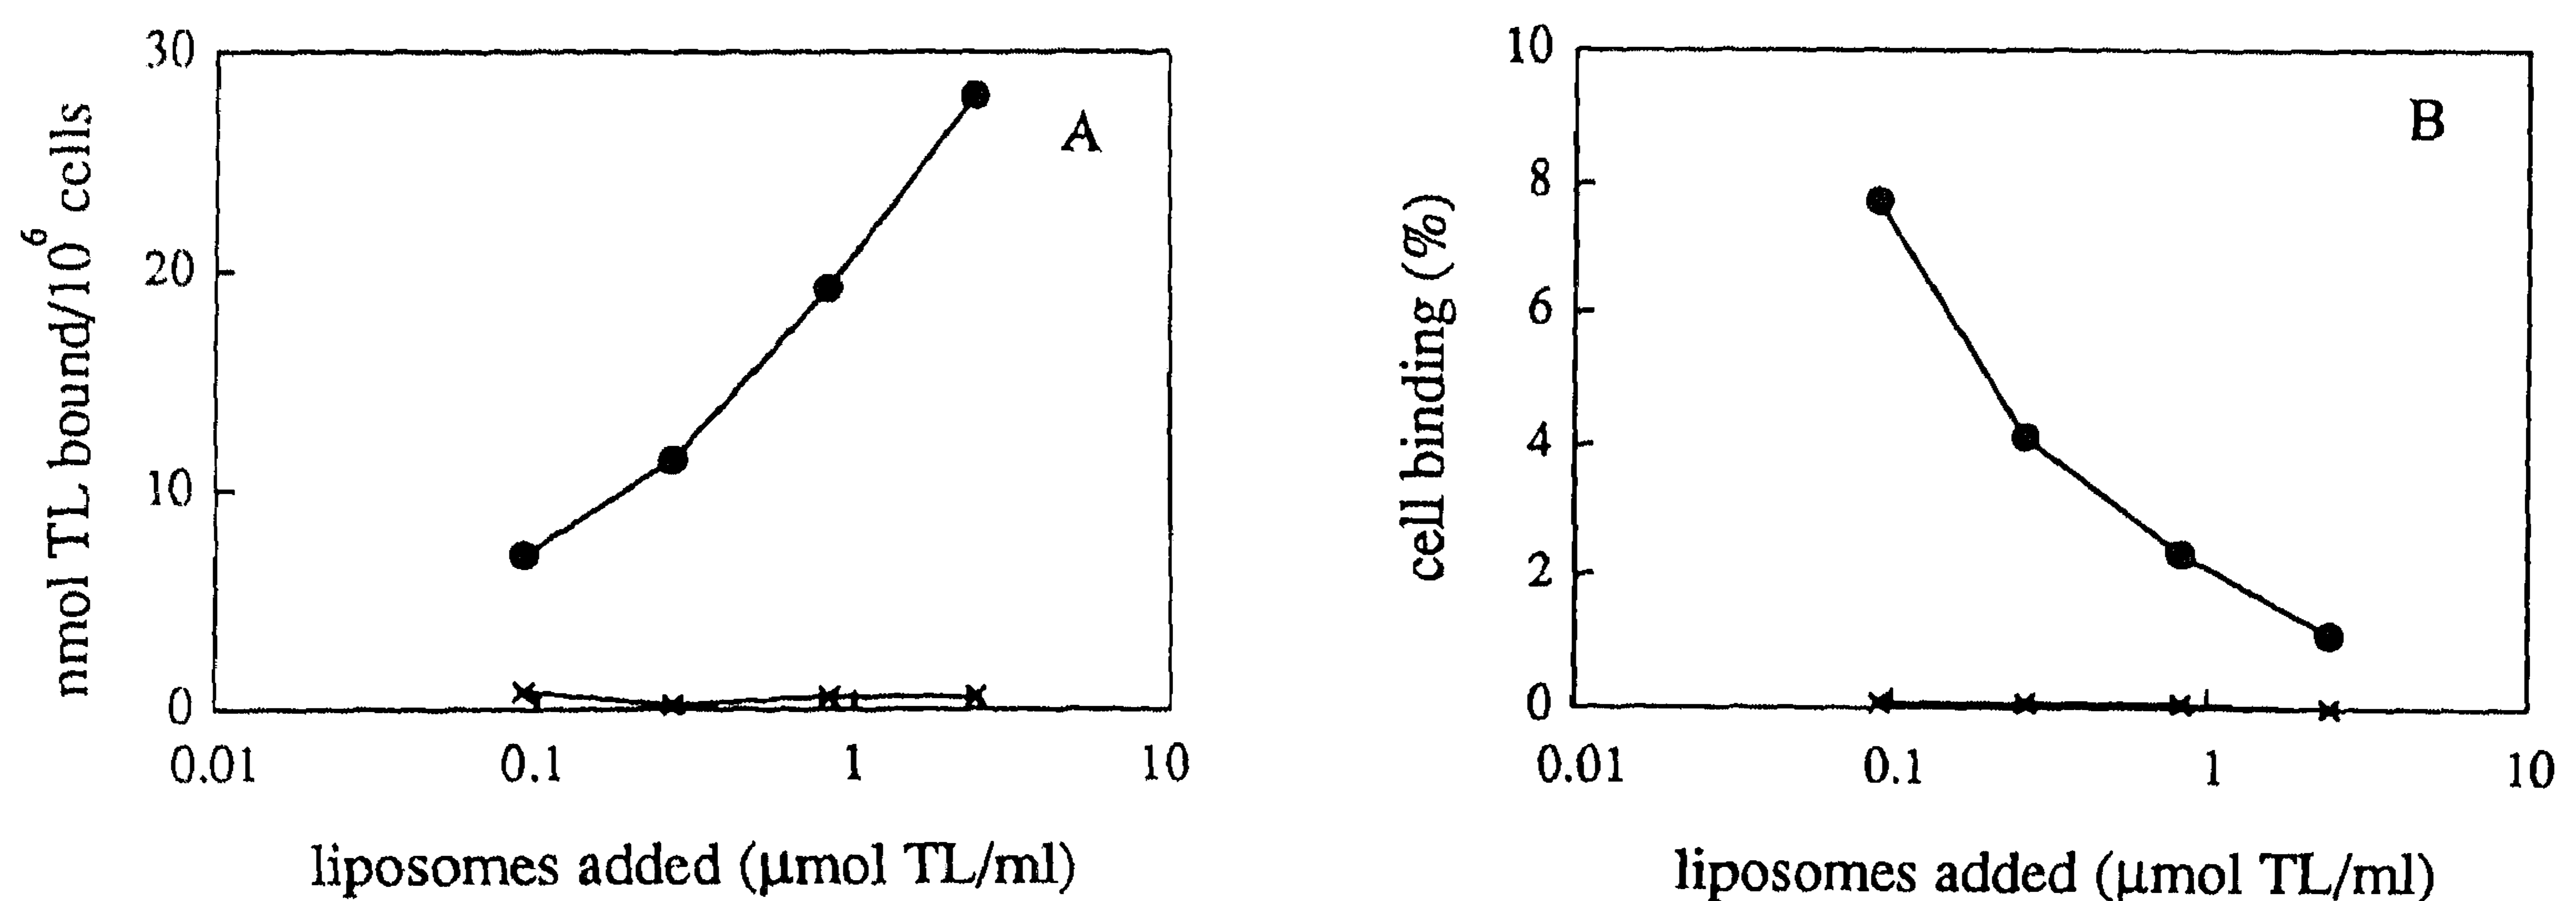 30
20
10
0
nmol TL bound/10^6 cells
A
0.01 0.1 1 10
liposomes added (μmol TL/ml)
10
8
6
4
2
0
cell binding (%)
B
0.01 0.1 1 10
liposomes added (μmol TL/ml)